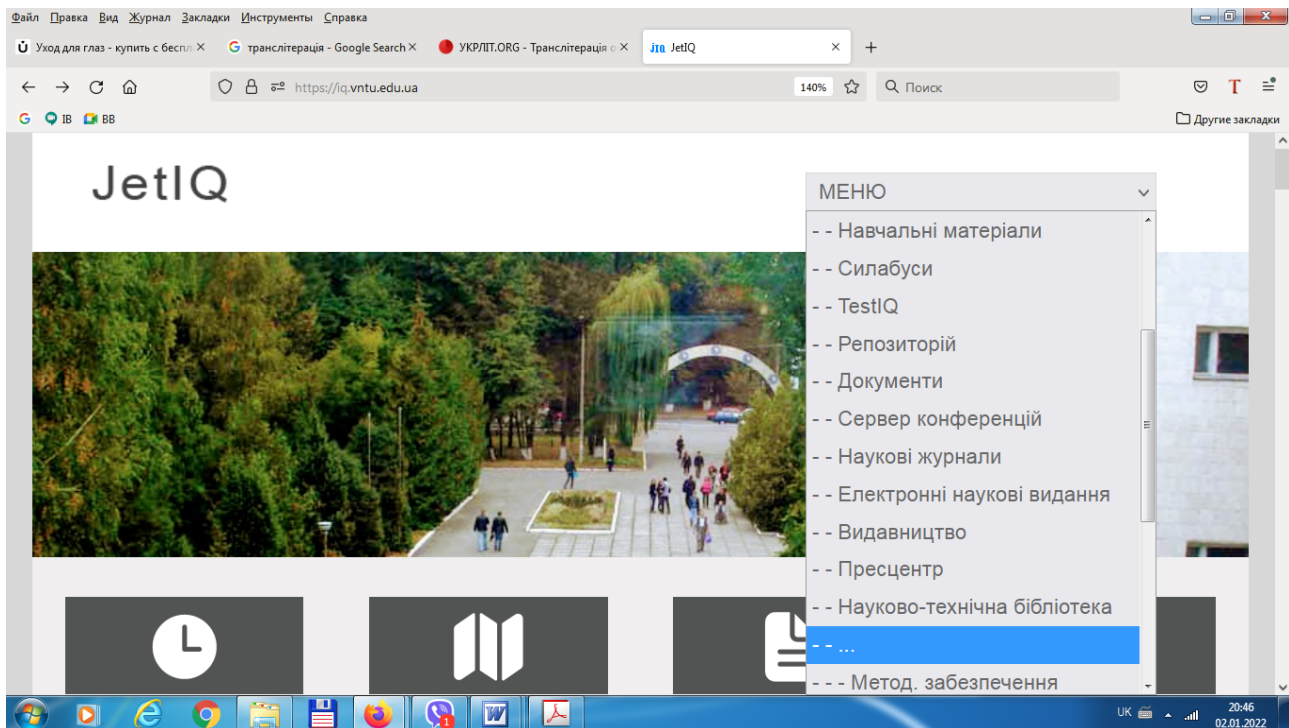 Файл Правка Вид Журнал Закладки Инструменты Справка
Уход для глаз - купить с беспл
транслітерація - Google Search
УКРЛІТ.ORG - Транслітерація о
JetIQ
https://iq.vntu.edu.ua
140%
Поиск
ІВ
ВВ
Другие закладки
JetIQ
МЕНЮ
- - Навчальні матеріали
- - Силабуси
- - TestIQ
- - Репозиторій
- - Документи
- - Сервер конференцій
- - Наукові журнали
- - Електронні наукові видання
- - Видавництво
- - Пресцентр
- - Науково-технічна бібліотека
- - ...
- - - Метод. забезпечення
UK
20:46
02.01.2022